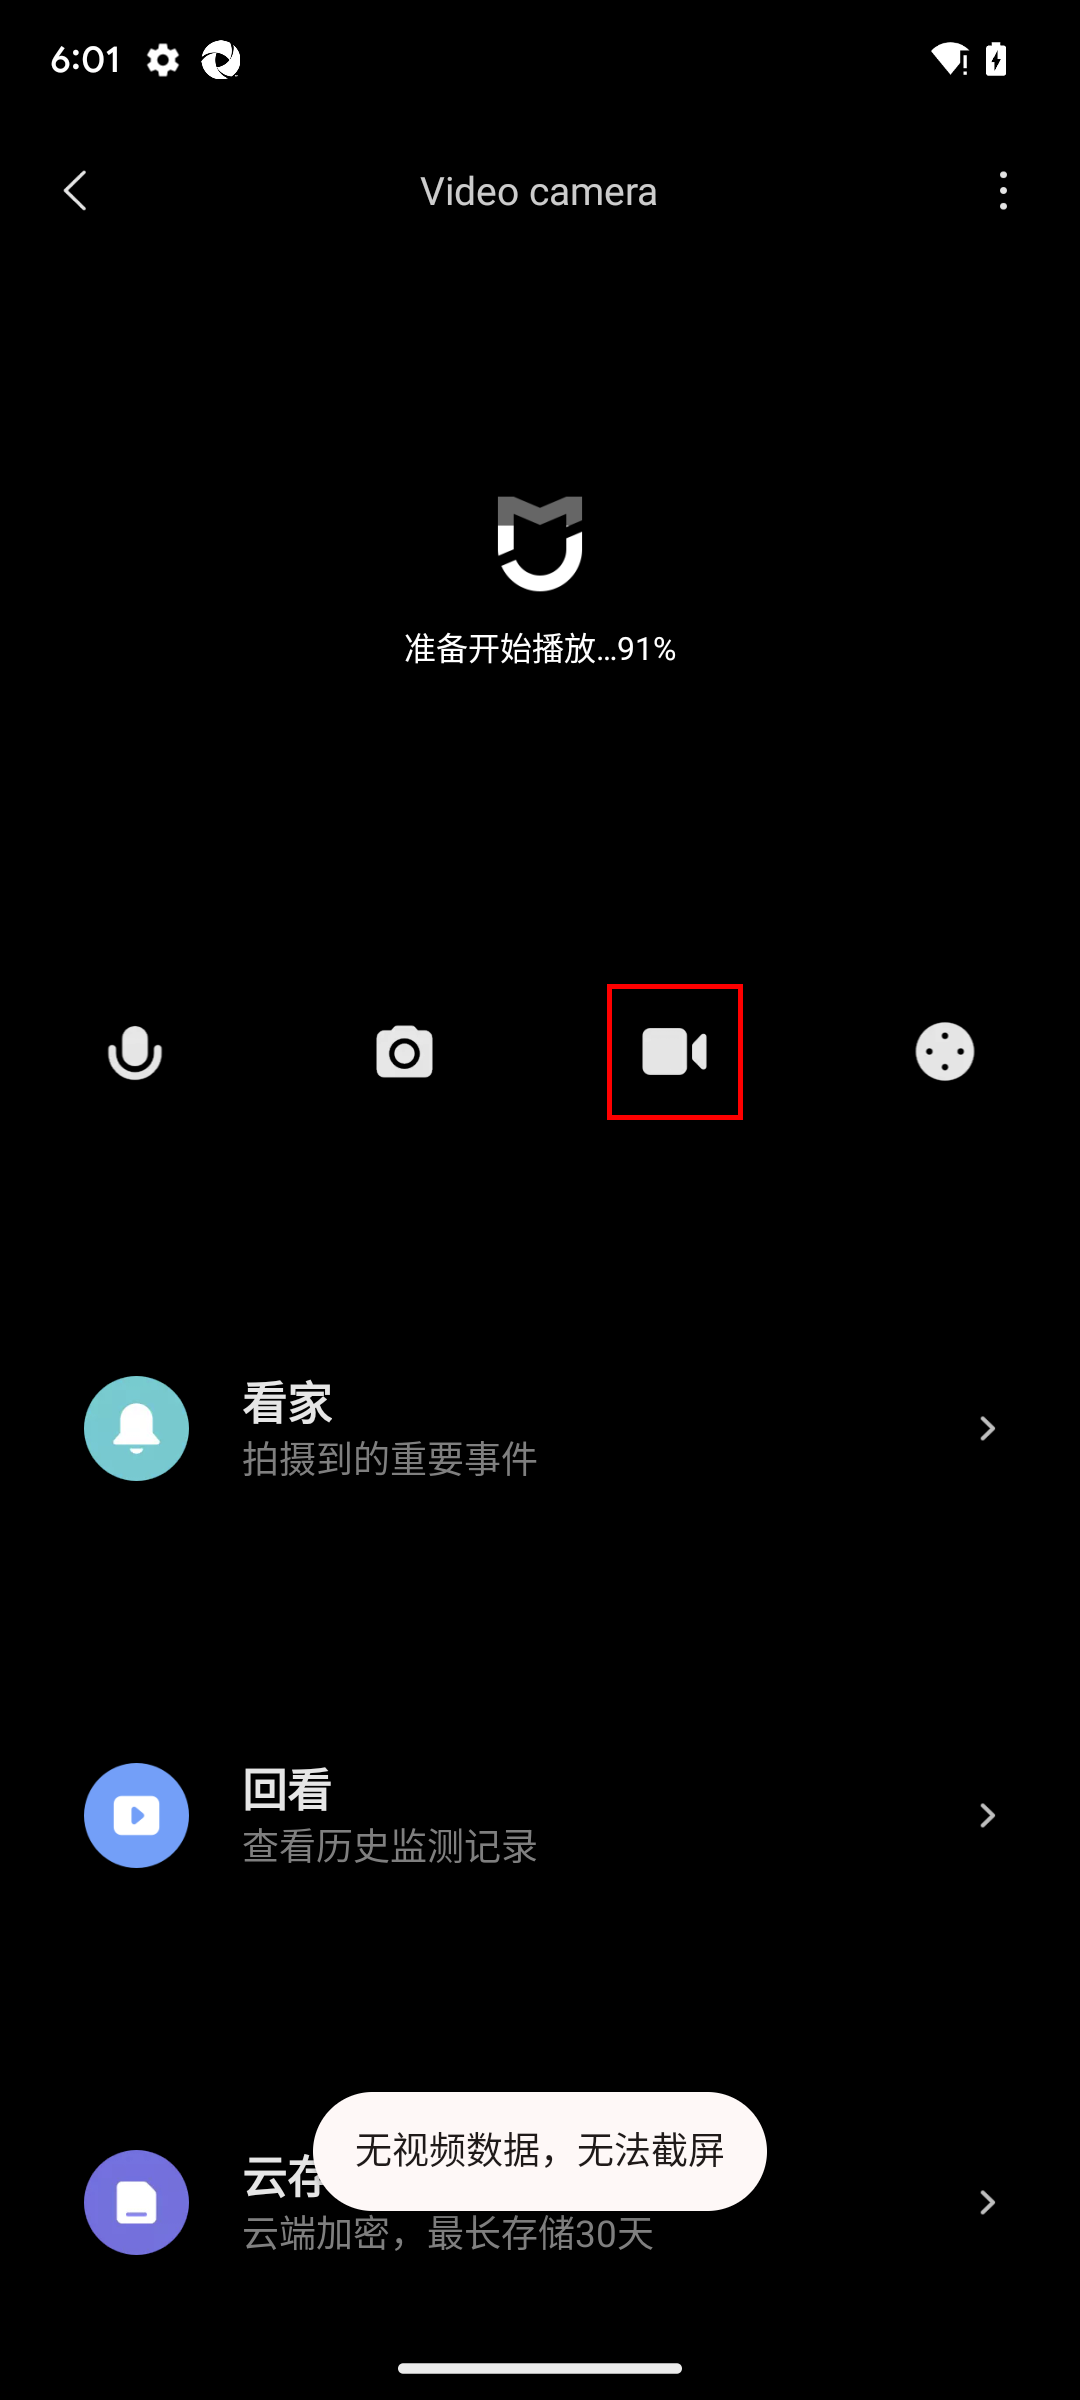 6:01
Video camera
准备开始播放...91%
看家
拍摄到的重要事件
回看
查看历史监测记录
云存
无视频数据，无法截屏
云端加密，最长存储30天